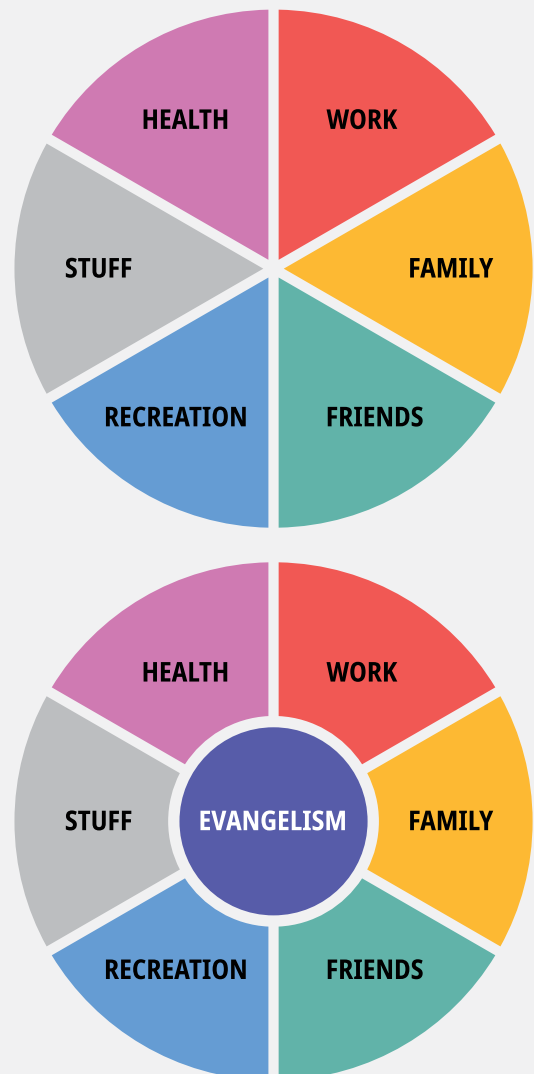 HEALTH
WORK
STUFF
FAMILY
RECREATION
FRIENDS
HEALTH
WORK
STUFF
EVANGELISM
FAMILY
RECREATION
FRIENDS